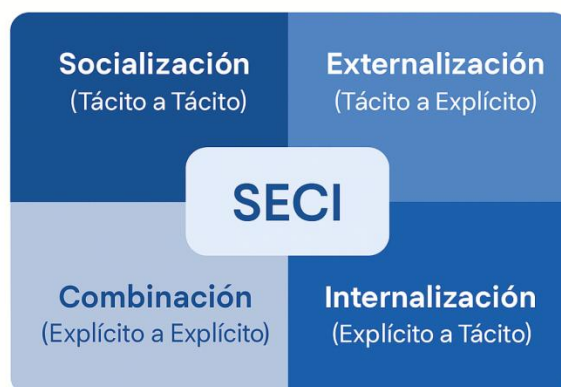 Socialización
(Tácito a Tácito)
Externalización
(Tácito a Explícito)
SECI
Combinación
(Explícito a Explícito)
Internalización
(Explícito a Tácito)